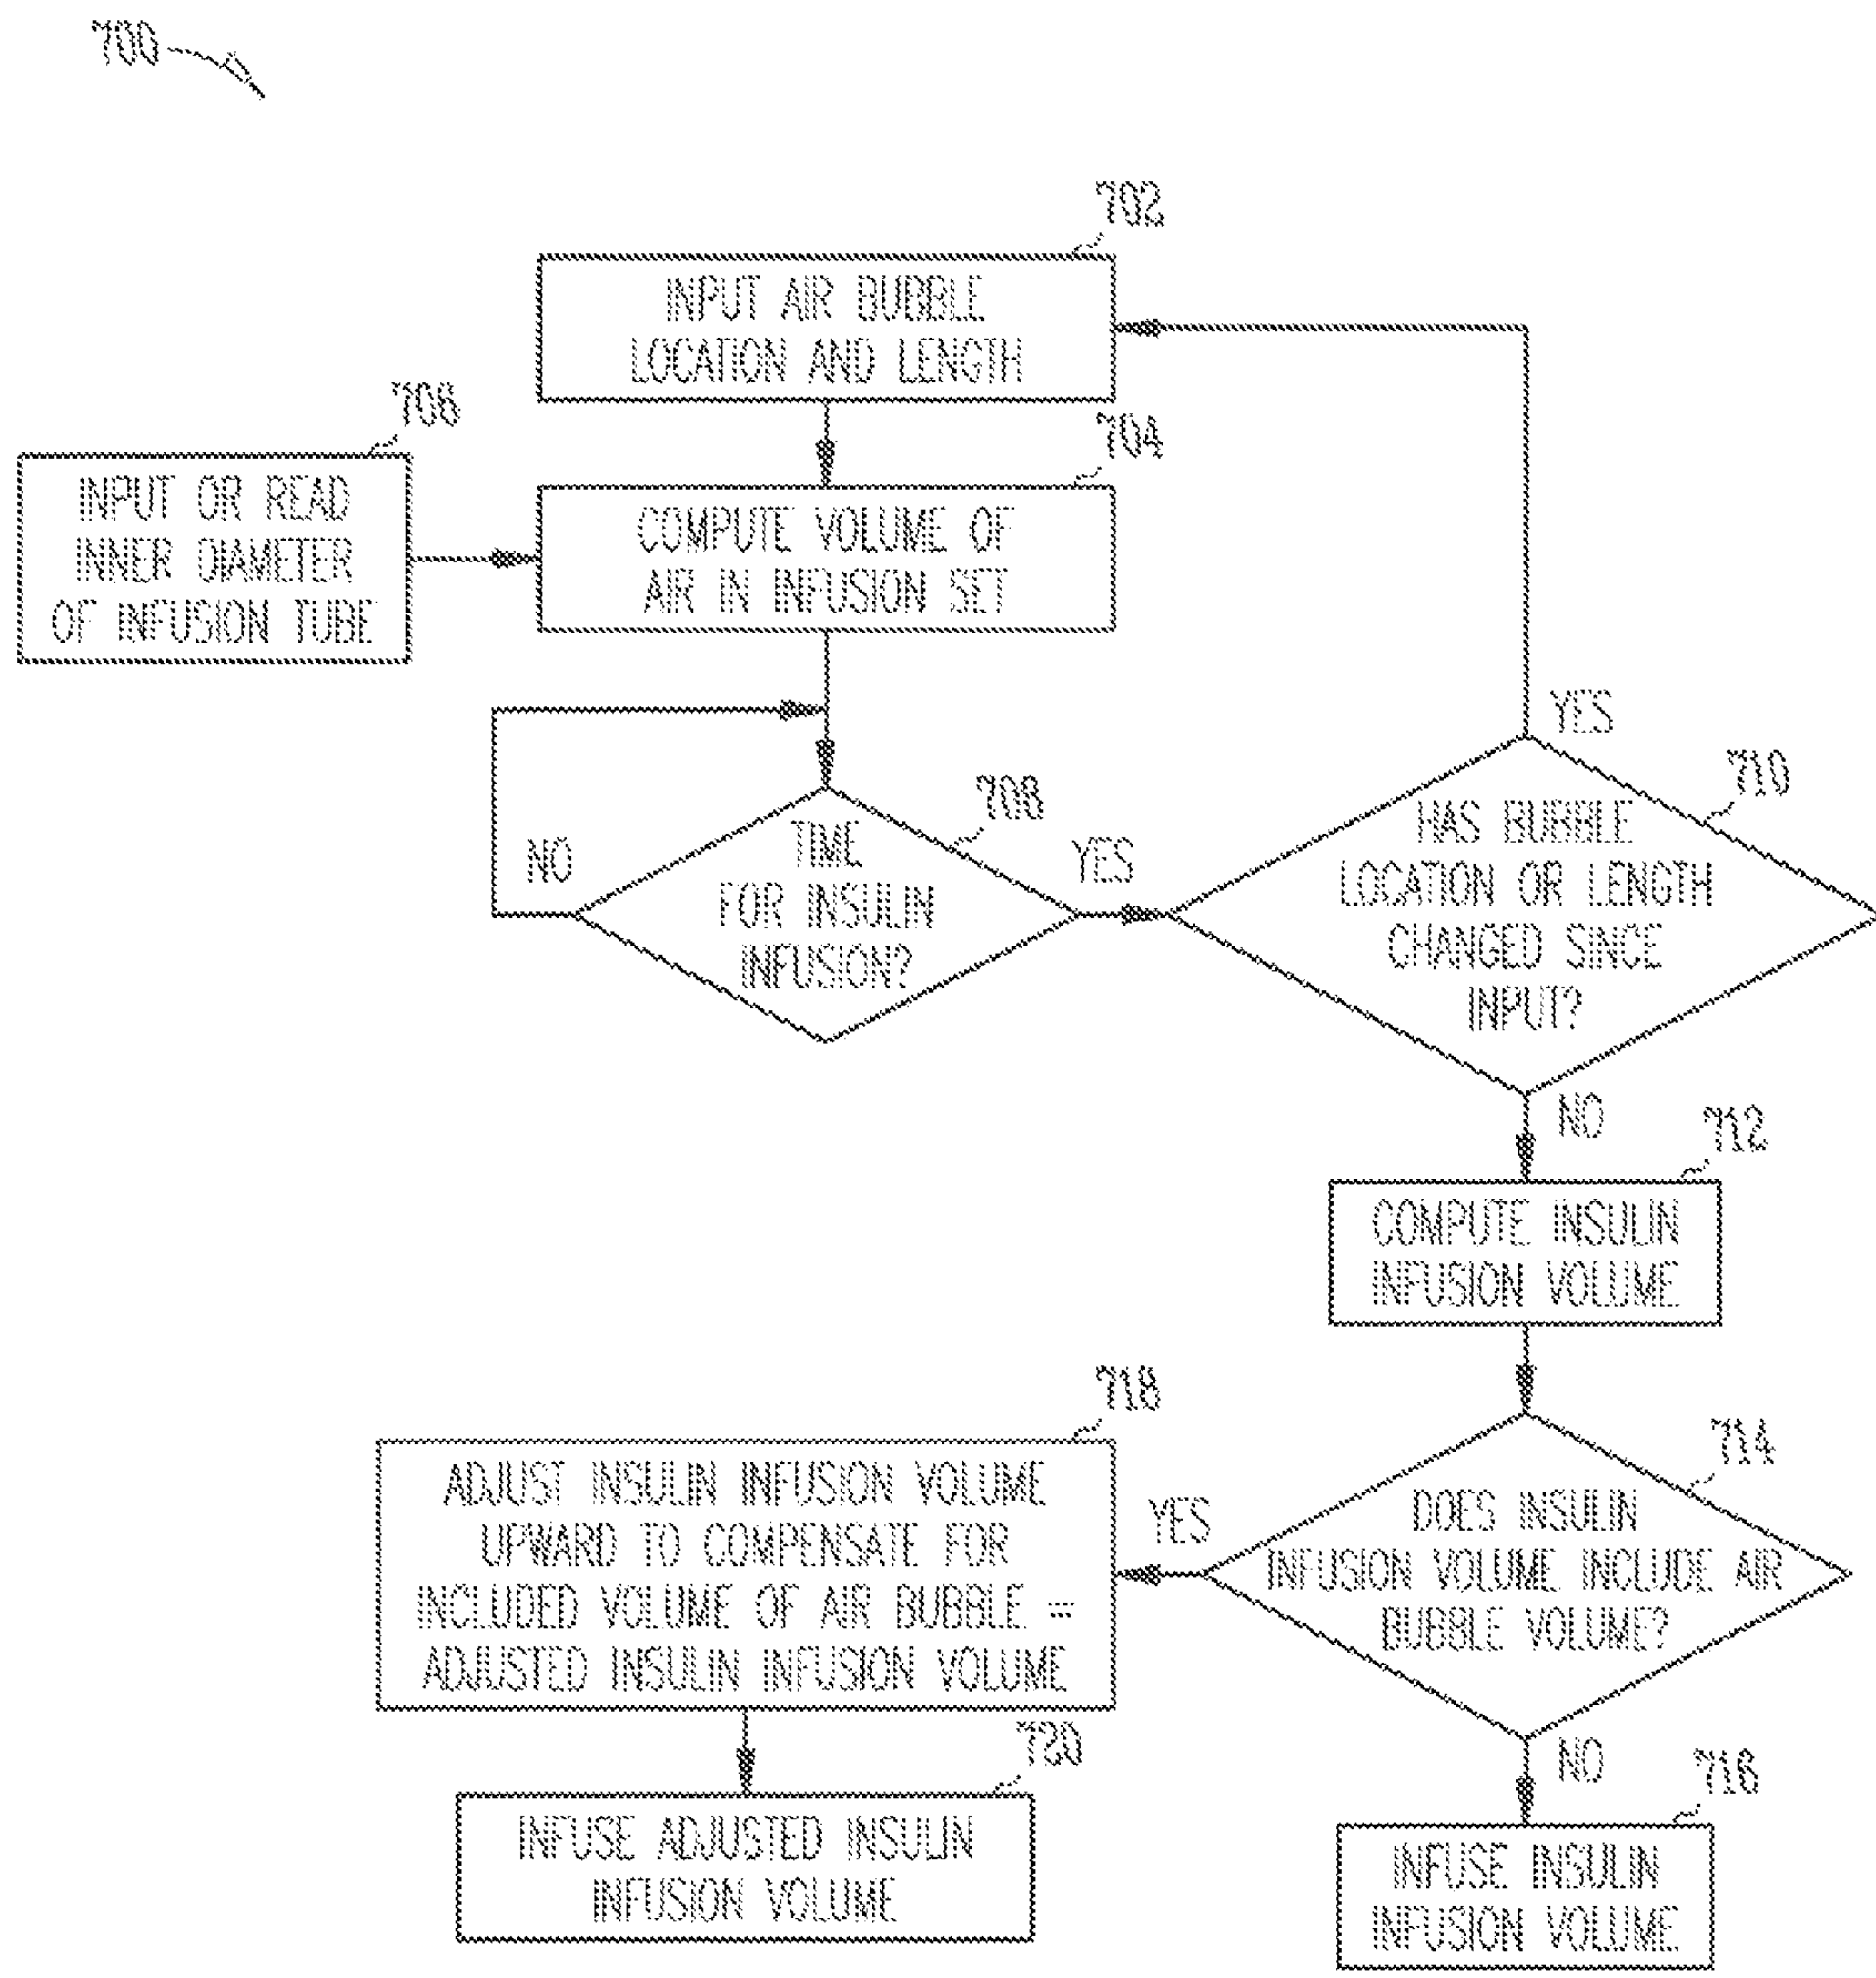 700
702
INPUT AIR BUBBLE
LOCATION AND LENGTH
706
INPUT OR READ
INNER DIAMETER
OF INFUSION TUBE
704
COMPUTE VOLUME OF
AIR IN INFUSION SET
708
TIME
FOR INSULIN
INFUSION?
NO
YES
710
HAS BUBBLE
LOCATION OR LENGTH
CHANGED SINCE
INPUT?
YES
NO
712
COMPUTE INSULIN
INFUSION VOLUME
714
DOES INSULIN
INFUSION VOLUME INCLUDE AIR
BUBBLE VOLUME?
YES
NO
718
ADJUST INSULIN INFUSION VOLUME
UPWARD TO COMPENSATE FOR
INCLUDED VOLUME OF AIR BUBBLE =
ADJUSTED INSULIN INFUSION VOLUME
720
INFUSE ADJUSTED INSULIN
INFUSION VOLUME
716
INFUSE INSULIN
INFUSION VOLUME